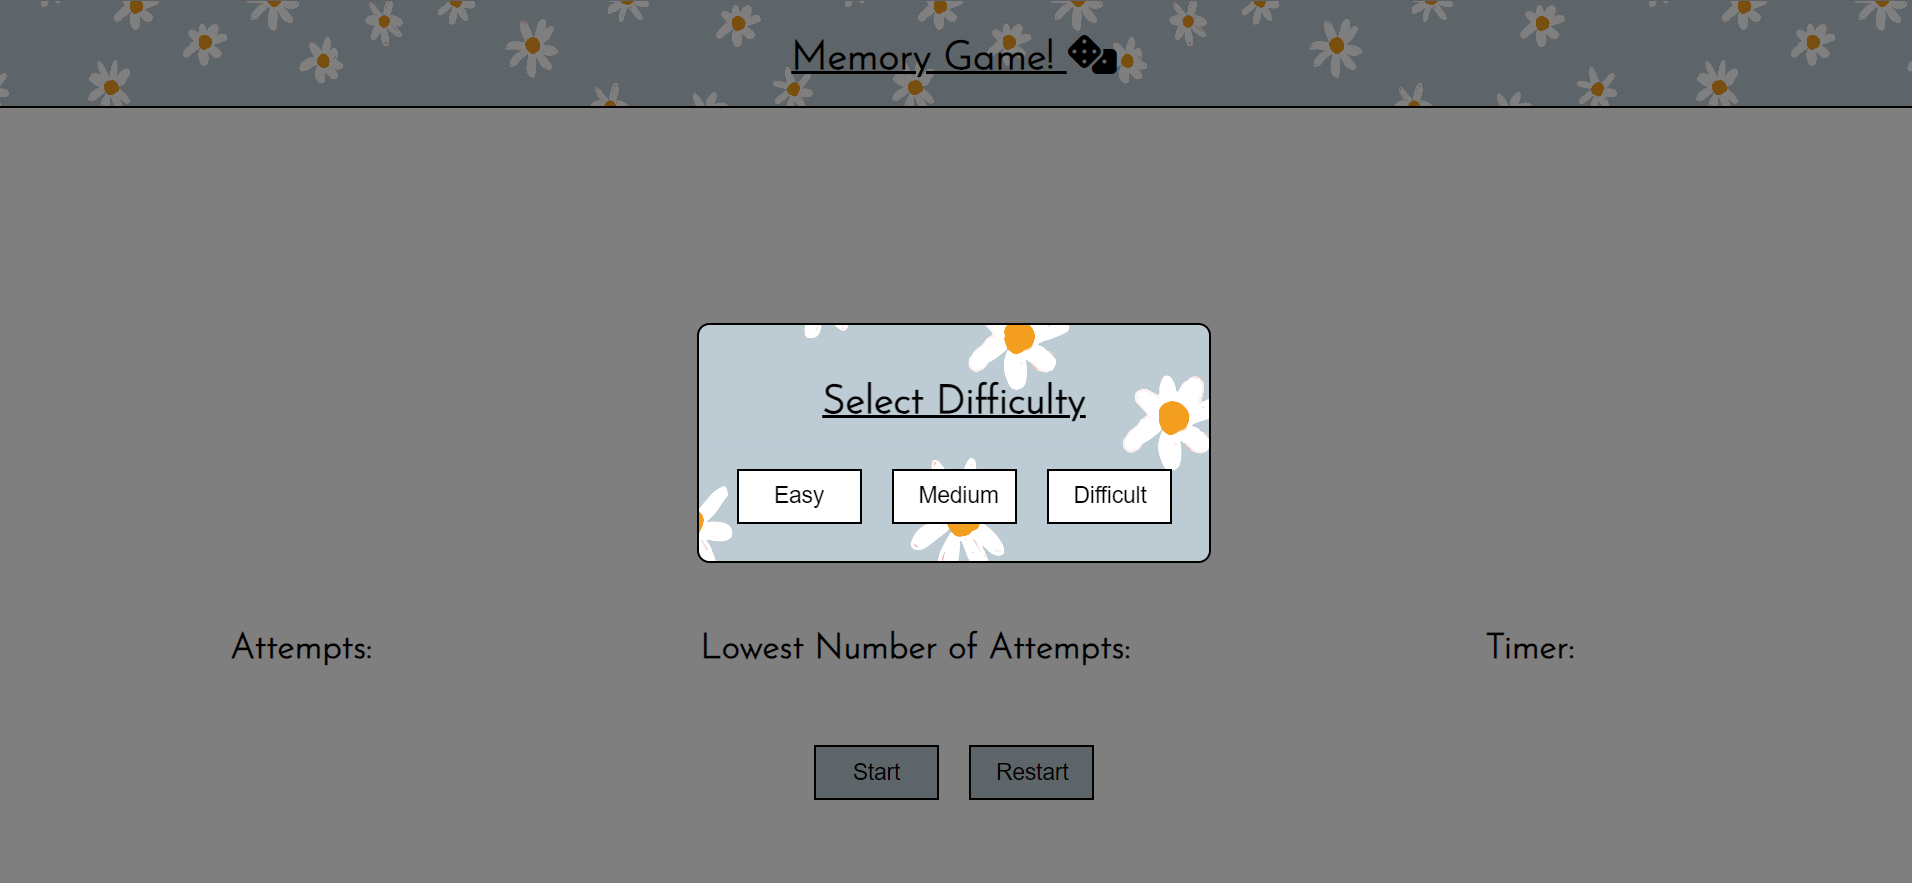 Memory Game!
Select Difficulty
Easy Medium Difficult
Attempts: Lowest Number of Attempts: Timer:
Start Restart